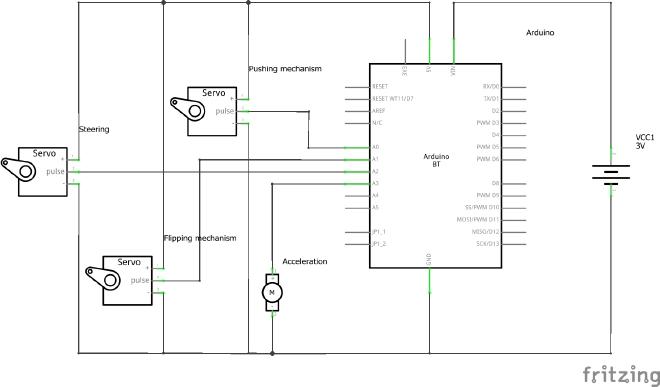 Arduino
3V3
5V
VIN
Pushing mechanism
Servo
+
pulse
-
Steering
Servo
+
pulse
-
Flipping mechanism
Servo
+
pulse
-
Acceleration
M
RESET
RESET WT11/D7
AREF
N/C
A0
A1
A2
A3
A4
A5
JP1_1
JP1_2
Arduino
BT
RX/D0
TX/D1
D2
PWM D3
D4
PWM D5
PWM D6
D8
PWM D9
SS/PWM D10
MOSI/PWM D11
MISO/D12
SCK/D13
GND
VCC1
3V
fritzing